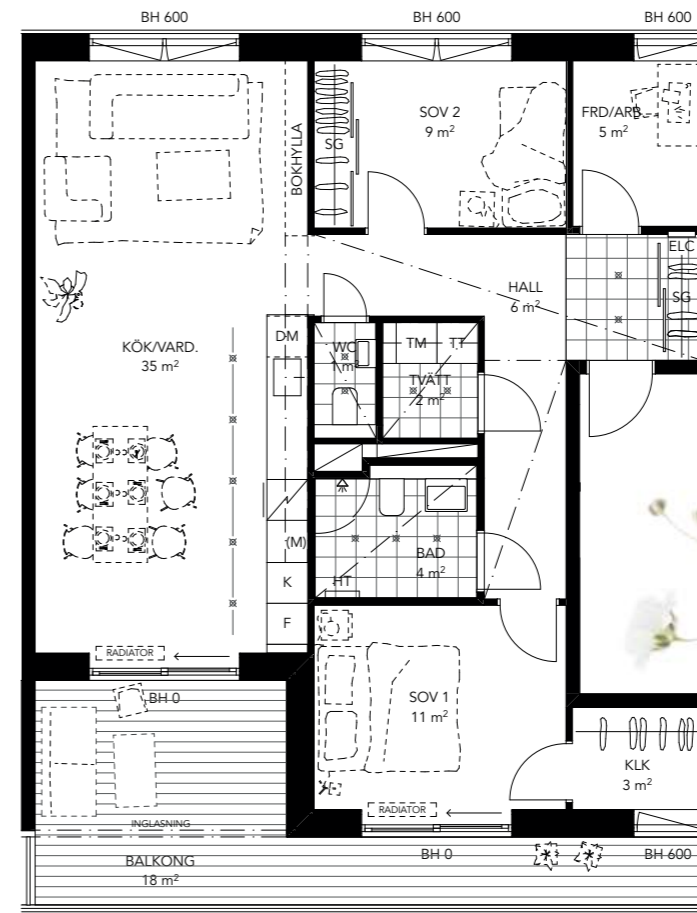 BH 600
BH 600
BH 600
BOKHYLLA
SG
SOV 2
9 m²
FRD/ARB.
5 m²
ELC
SG
HALL
6 m²
KÖK/VARD.
35 m²
DM
WC
1 m²
TM
TT
TVÄTT
2 m²
(M)
BAD
4 m²
HT
K
F
RADIATOR
BH 0
SOV 1
11 m²
KLK
3 m²
RADIATOR
INGLASNING
BALKONG
18 m²
BH 0
BH 600